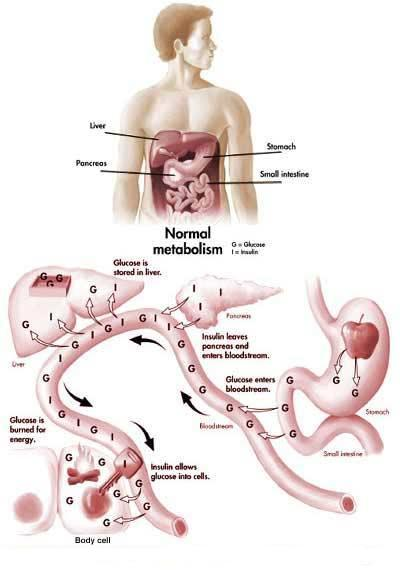 Liver
Stomach
Pancreas
Small intestine
Normal
metabolism
G = Glucose
I = Insulin
Glucose is
stored in liver.
G
G
G
G
I
I
G
G
I
I
I
I
Pancreas
Liver
I
G
I
G
I
G
I
I
Insulin leaves
pancreas and
enters bloodstream.
G
G
G
G
G
G
Glucose enters
bloodstream.
G
G
G
G
Stomach
Bloodstream
Small intestine
I
G
I
G
I
G
I
G
I
Glucose is
burned for
energy.
Insulin allows
glucose into cells.
G
G
G
I
G
G
G
G
G
G
G
Body cell